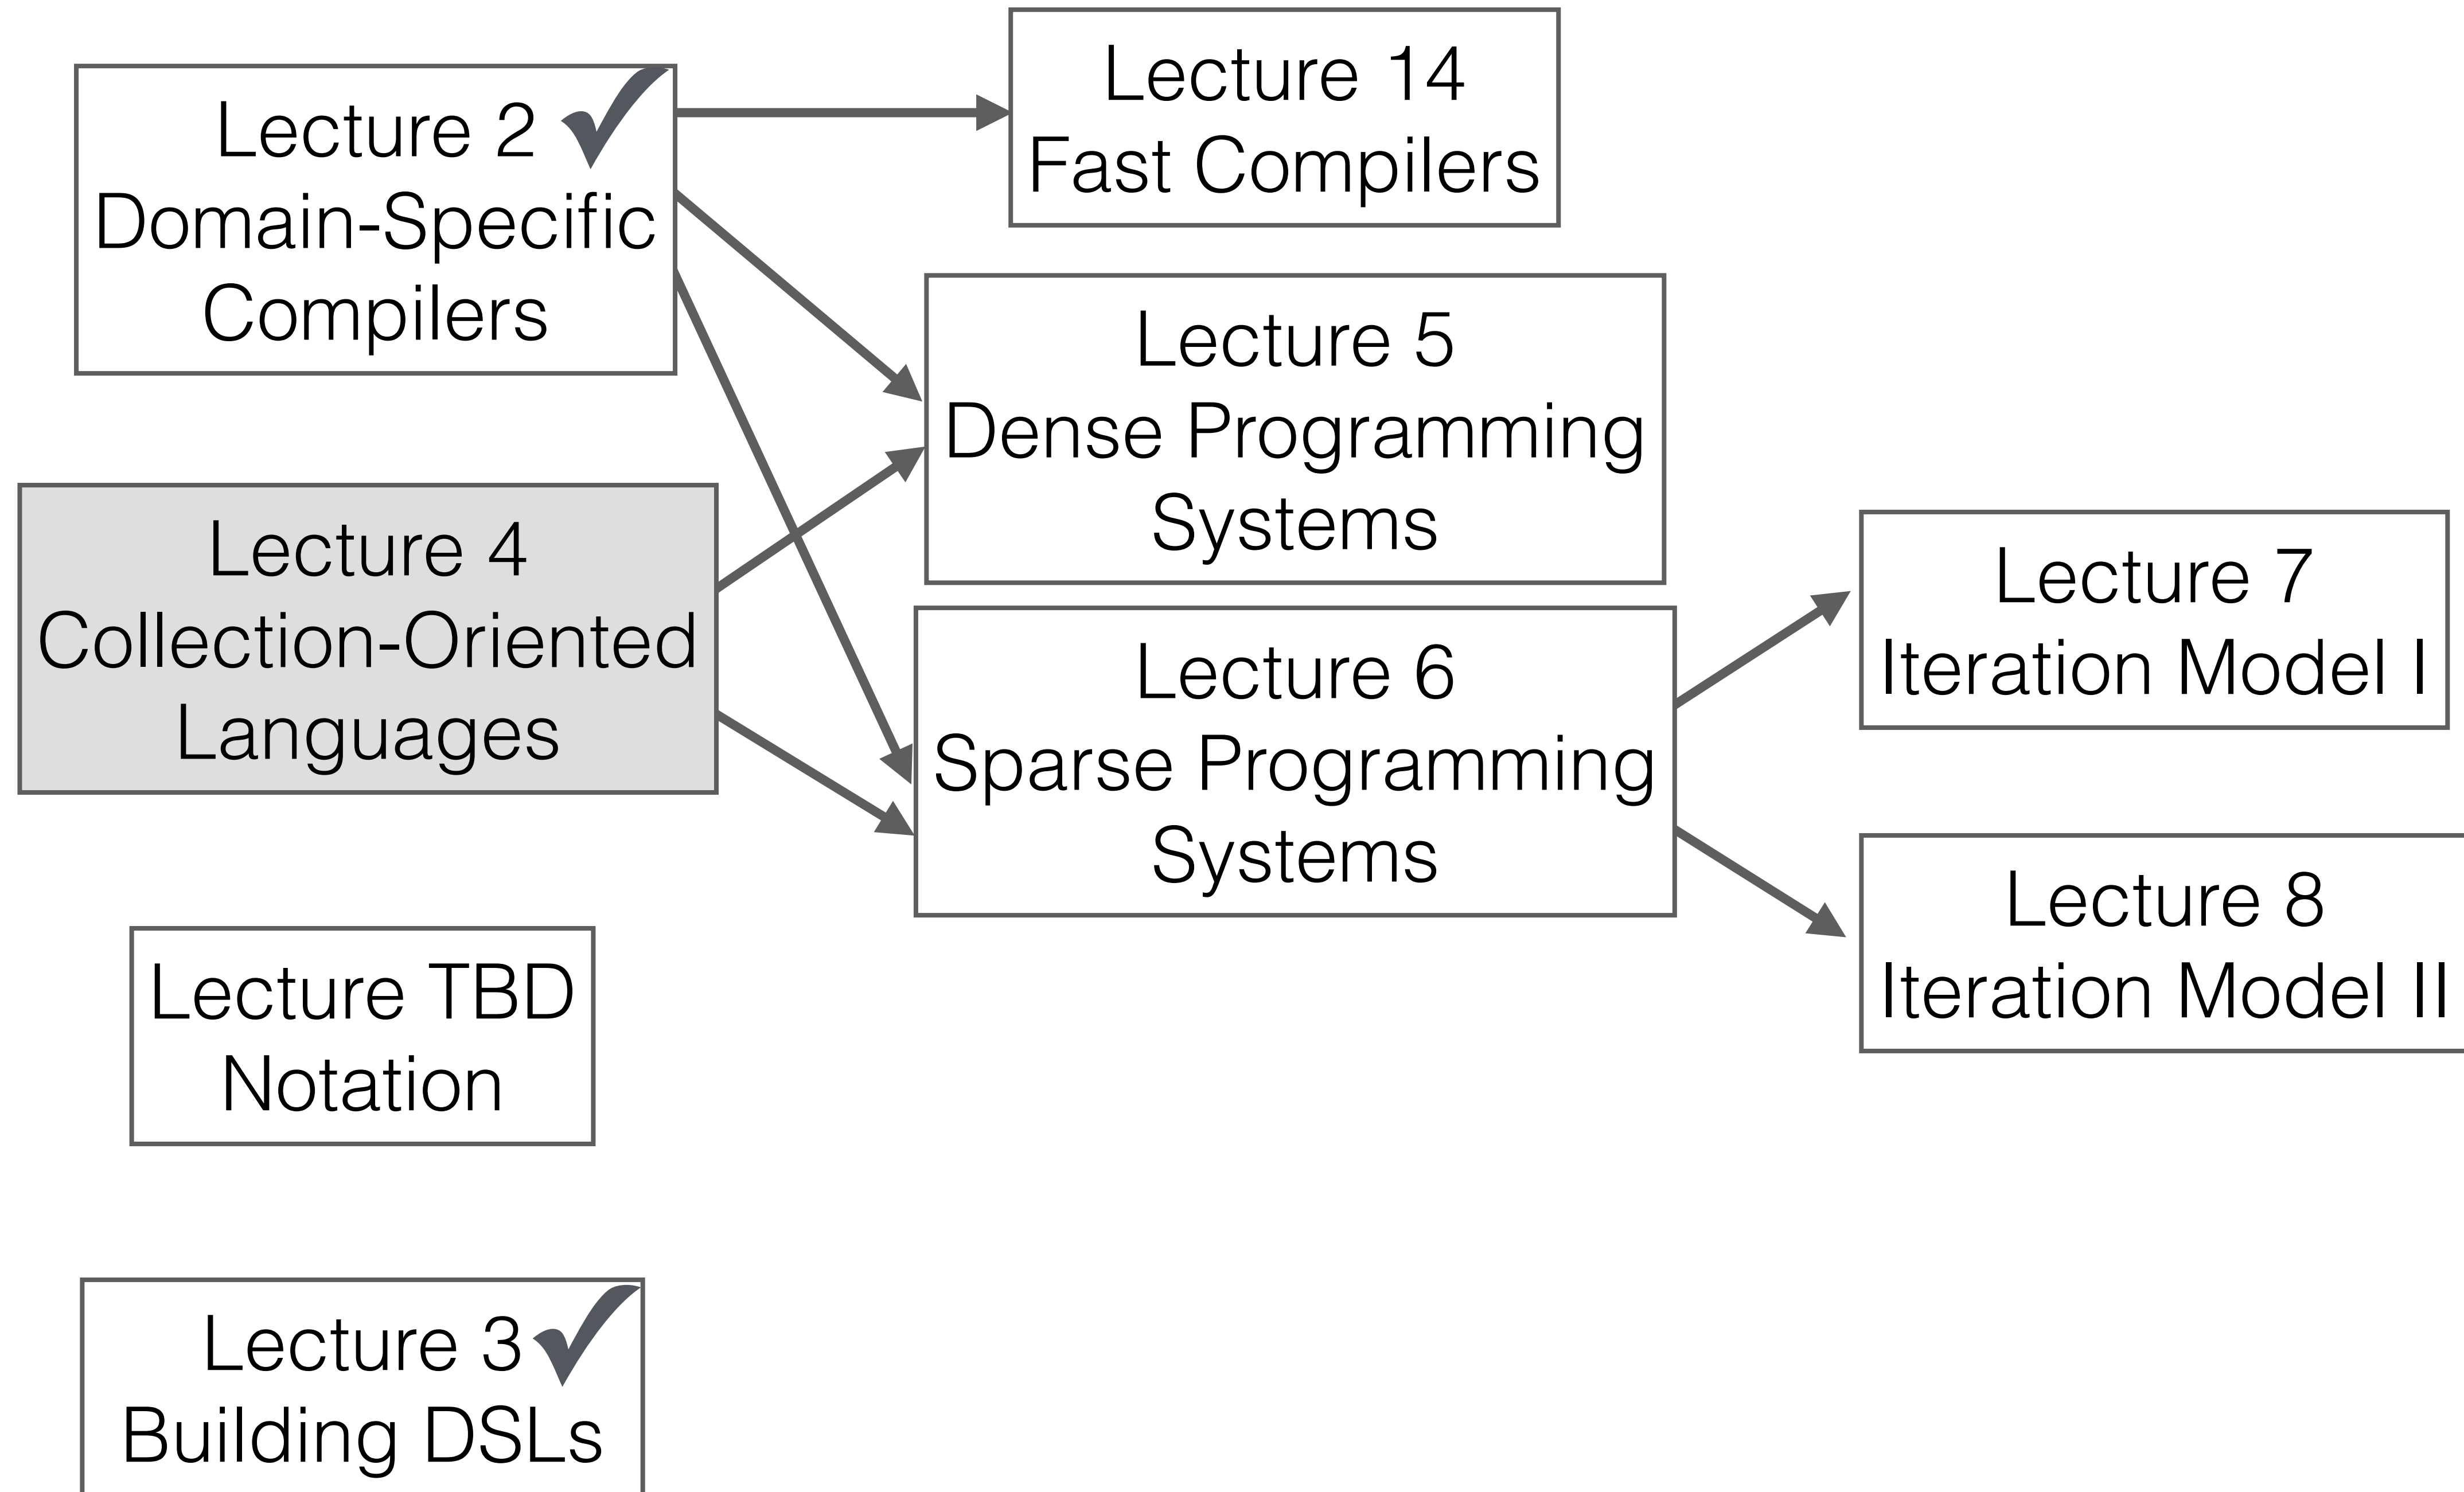 Lecture 2
Domain-Specific
Compilers
Lecture 14
Fast Compilers
Lecture 5
Dense Programming
Systems
Lecture 4
Collection-Oriented
Languages
Lecture 6
Sparse Programming
Systems
Lecture 7
Iteration Model I
Lecture 8
Iteration Model II
Lecture TBD
Notation
Lecture 3
Building DSLs